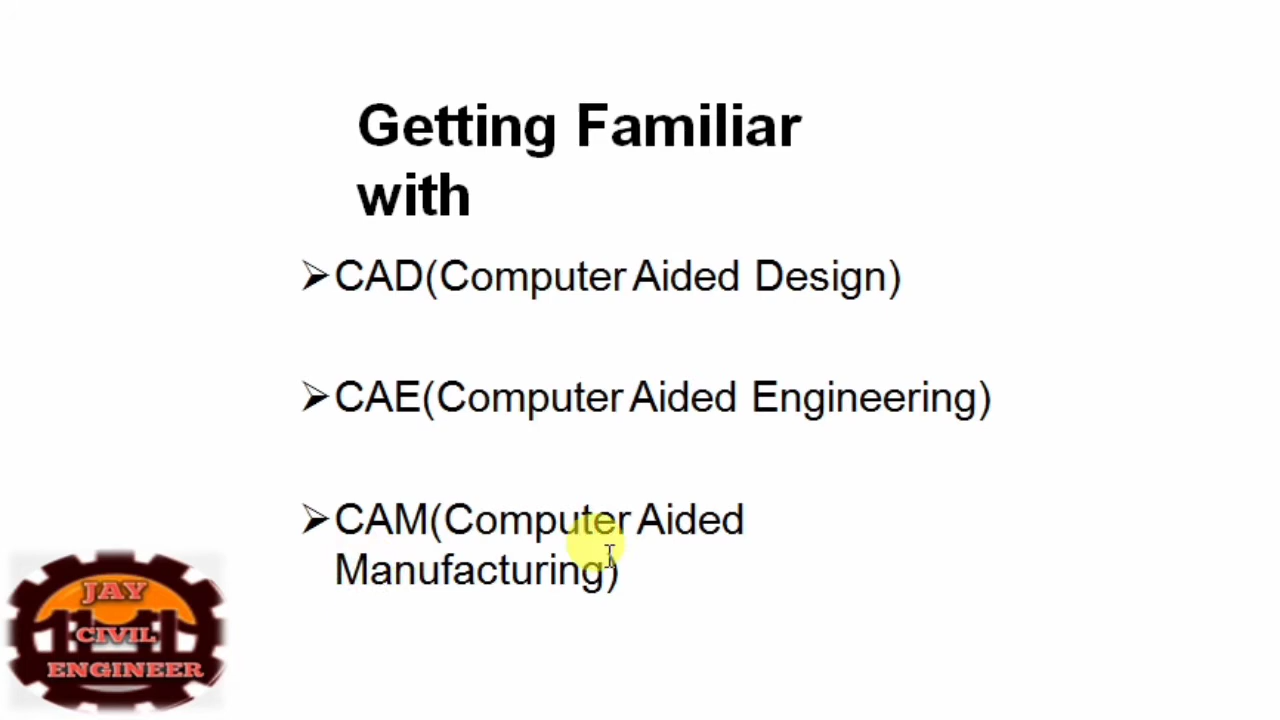 Getting Familiar
with
➢CAD(Computer Aided Design)
➢CAE(Computer Aided Engineering)
➢CAM(Computer Aided
Manufacturing)
JAY
CIVIL
ENGINEER